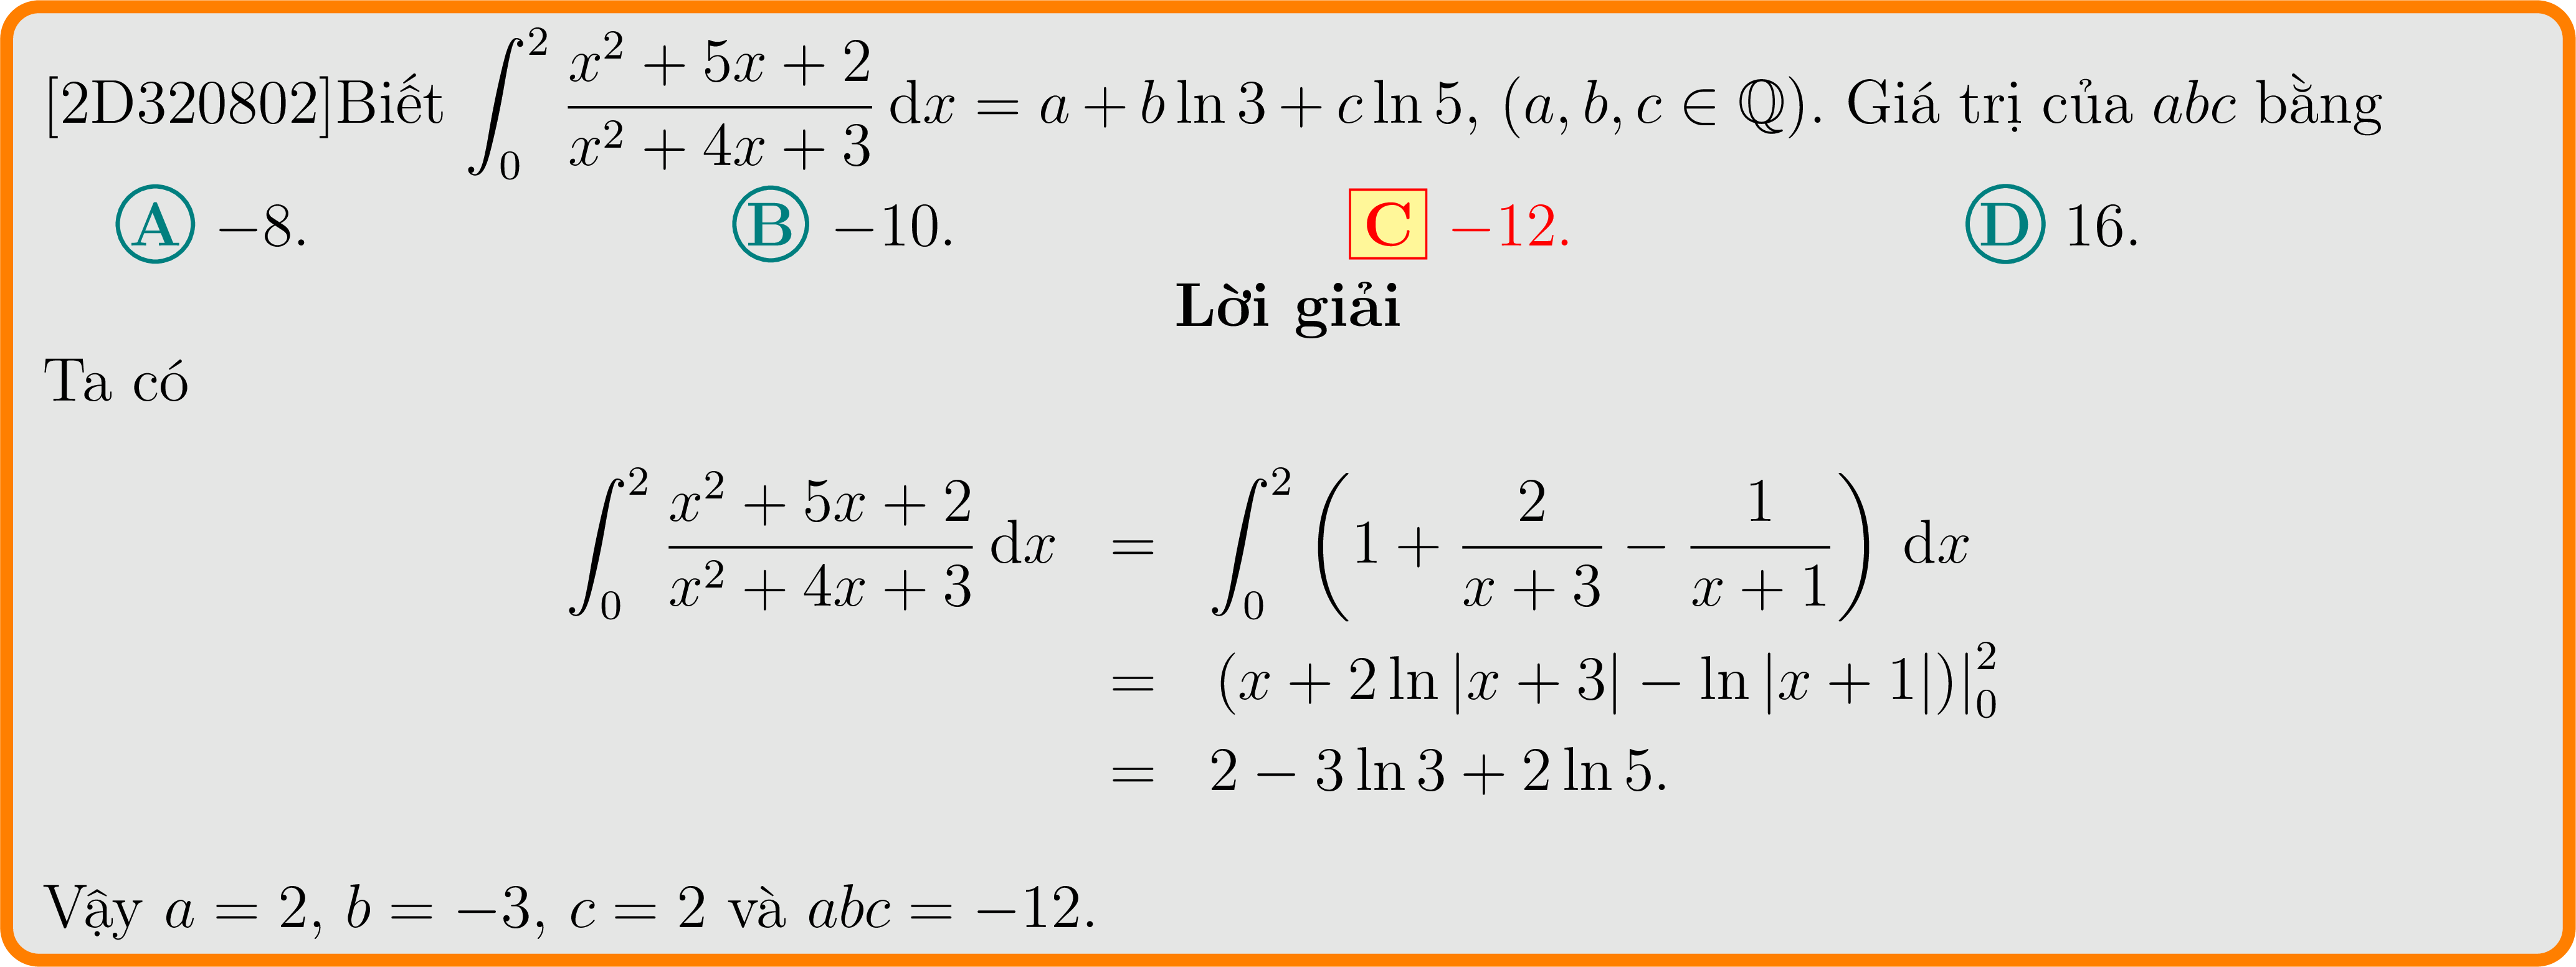 [2D320802]Biết $\int_0^2 \frac{x^2+5x+2}{x^2+4x+3}\,\mathrm{d}x = a + b\ln 3 + c\ln 5$, $(a, b, c \in \mathbb{Q})$. Giá trị của $abc$ bằng
A −8. B −10. C −12. D 16.
Lời giải
Ta có
$\int_0^2 \frac{x^2+5x+2}{x^2+4x+3}\,\mathrm{d}x = \int_0^2 \left(1 + \frac{2}{x+3} - \frac{1}{x+1}\right)\,\mathrm{d}x$
$= (x + 2\ln|x+3| - \ln|x+1|)|_0^2$
$= 2 - 3\ln 3 + 2\ln 5.$
Vậy $a = 2$, $b = -3$, $c = 2$ và $abc = -12$.